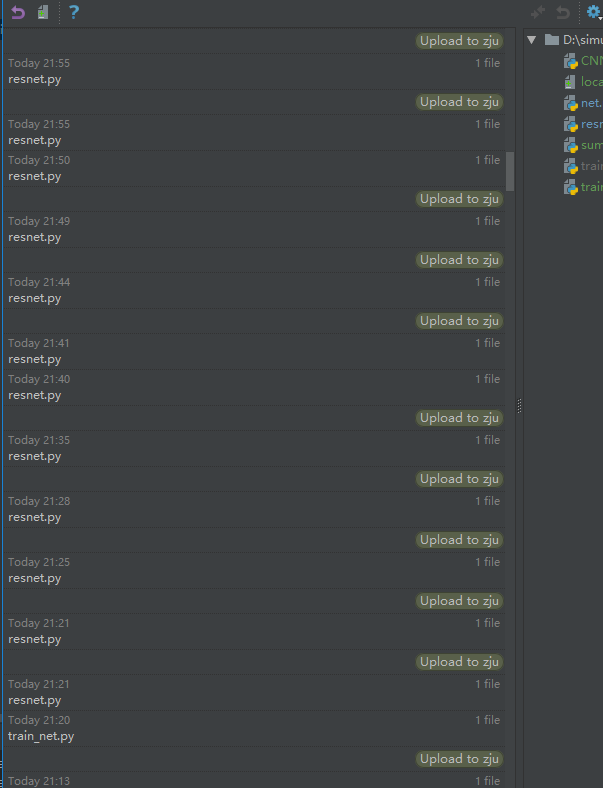 ?
D:\simu
Upload to zju
Today 21:55 1 file
resnet.py
Upload to zju
Today 21:55 1 file
resnet.py
Today 21:50 1 file
resnet.py
Upload to zju
Today 21:49 1 file
resnet.py
Upload to zju
Today 21:44 1 file
resnet.py
Upload to zju
Today 21:41 1 file
resnet.py
Today 21:40 1 file
resnet.py
Upload to zju
Today 21:35 1 file
resnet.py
Upload to zju
Today 21:28 1 file
resnet.py
Upload to zju
Today 21:25 1 file
resnet.py
Upload to zju
Today 21:21 1 file
resnet.py
Upload to zju
Today 21:21 1 file
resnet.py
Today 21:20 1 file
train_net.py
Upload to zju
Today 21:13 1 file
CNN
loca
net.
resn
sum
train
train